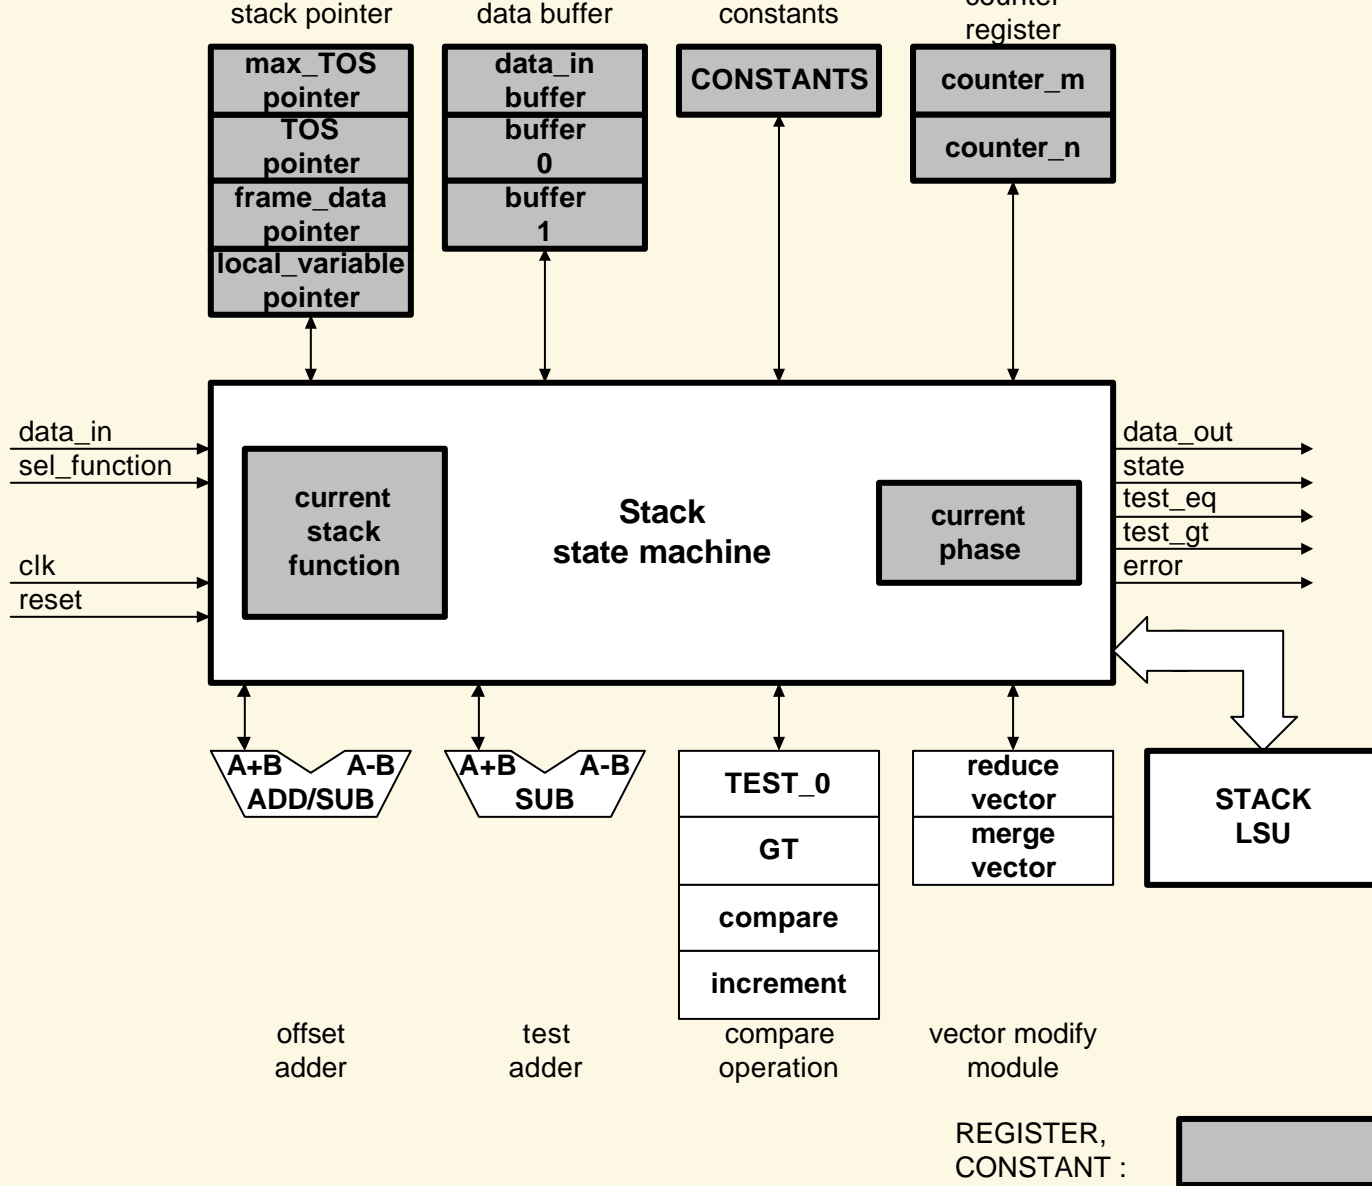 stack pointer
data buffer
constants
counter
register
max_TOS
pointer
TOS
pointer
frame_data
pointer
local_variable
pointer
data_in
buffer
buffer
0
buffer
1
CONSTANTS
counter_m
counter_n
data_in
sel_function
clk
reset
current
stack
function
Stack
state machine
current
phase
data_out
state
test_eq
test_gt
error
A+B A-B
ADD/SUB
A+B A-B
SUB
TEST_0
GT
compare
increment
reduce
vector
merge
vector
STACK
LSU
offset
adder
test
adder
compare
operation
vector modify
module
REGISTER,
CONSTANT :